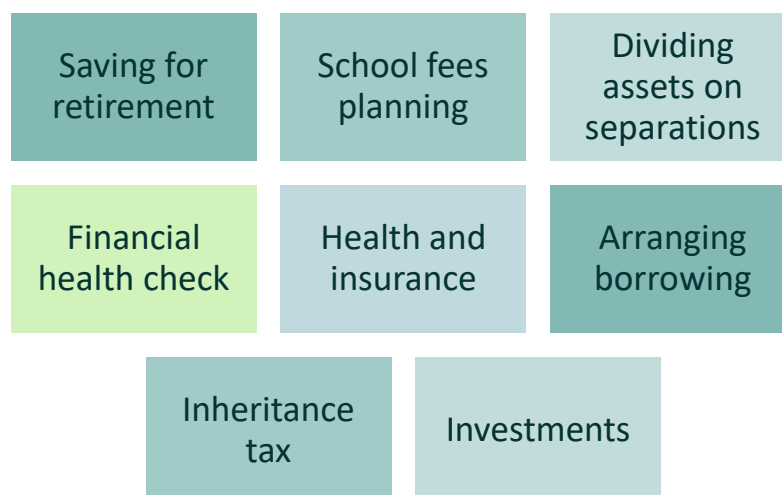 Saving for
retirement
School fees
planning
Dividing
assets on
separations
Financial
health check
Health and
insurance
Arranging
borrowing
Inheritance
tax
Investments